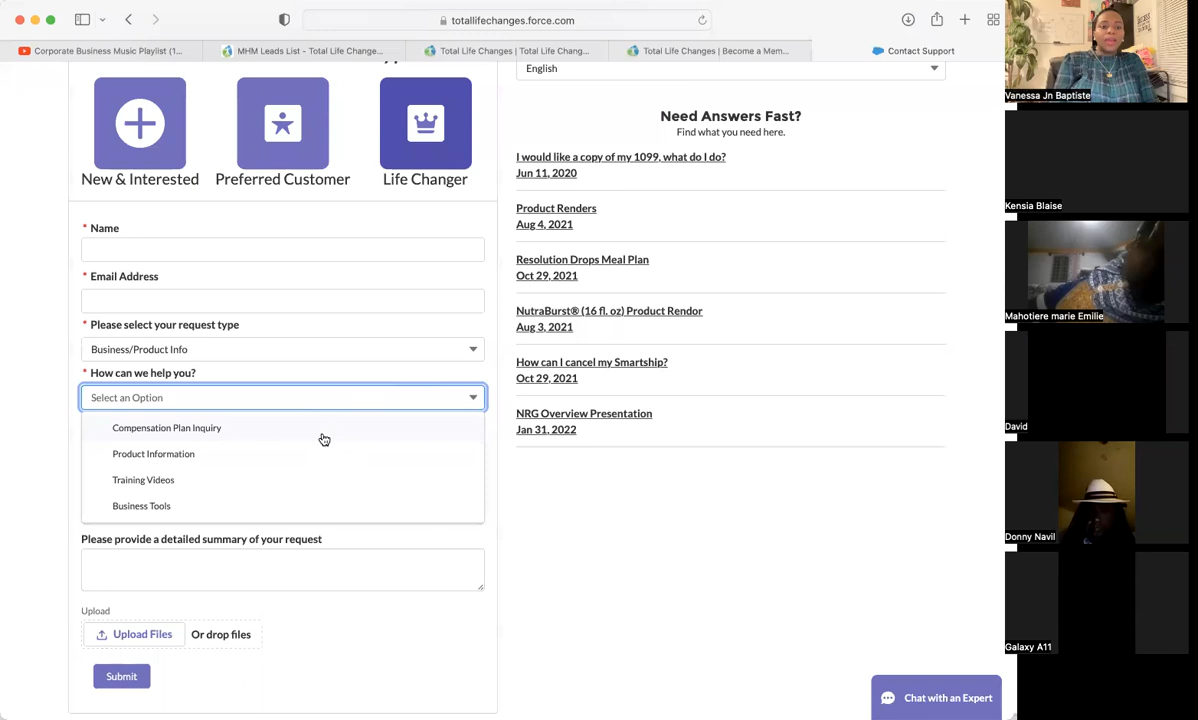 totallifechanges.force.com
Corporate Business Music Playlist (1...
MHM Leads List - Total Life Change...
Total Life Changes | Total Life Chang...
Total Life Changes | Become a Mem...
Contact Support
New & Interested
Preferred Customer
Life Changer
* Name
* Email Address
* Please select your request type
Business/Product Info
* How can we help you?
Select an Option
Compensation Plan Inquiry
Product Information
Training Videos
Business Tools
Please provide a detailed summary of your request
Upload
Upload Files
Or drop files
Submit
English
Need Answers Fast?
Find what you need here.
I would like a copy of my 1099, what do I do?
Jun 11, 2020
Product Renders
Aug 4, 2021
Resolution Drops Meal Plan
Oct 29, 2021
NutraBurst® (16 fl. oz) Product Rendor
Aug 3, 2021
How can I cancel my Smartship?
Oct 29, 2021
NRG Overview Presentation
Jan 31, 2022
Chat with an Expert
Vanessa Jn Baptiste
Kensia Blaise
Mahotiere marie Emilie
David
Donny Navil
Galaxy A11